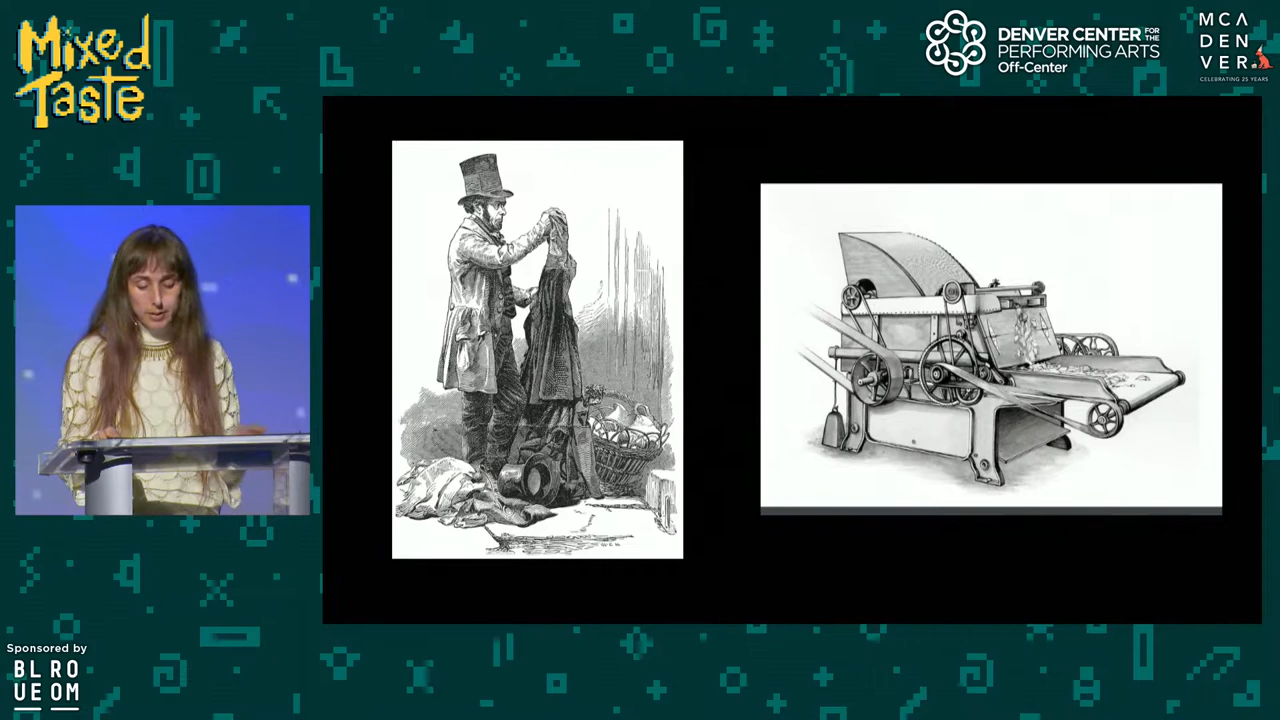 Mixed
Taste
DENVER CENTER FOR THE
PERFORMING ARTS
Off-Center
MCA
DEN
VER
CELEBRATING 25 YEARS
Sponsored by
BL RO
UE OM